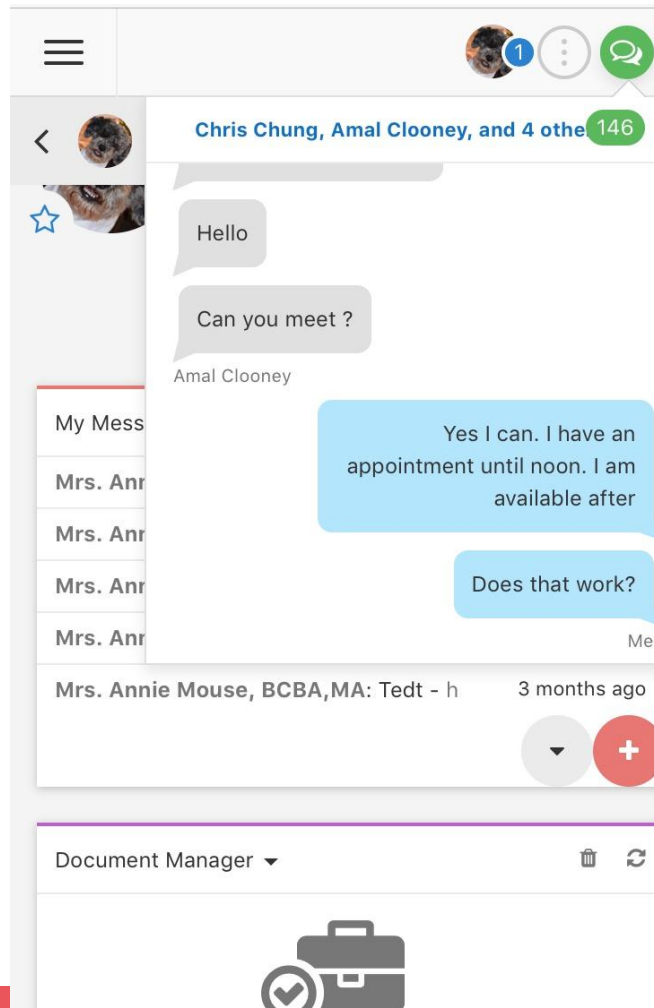 1
Chris Chung, Amal Clooney, and 4 othe
146
Hello
Can you meet ?
Amal Clooney
Yes I can. I have an
appointment until noon. I am
available after
Does that work?
Me
My Mess
Mrs. Ann
Mrs. Ann
Mrs. Ann
Mrs. Ann
Mrs. Annie Mouse, BCBA,MA: Tedt - h
3 months ago
Document Manager